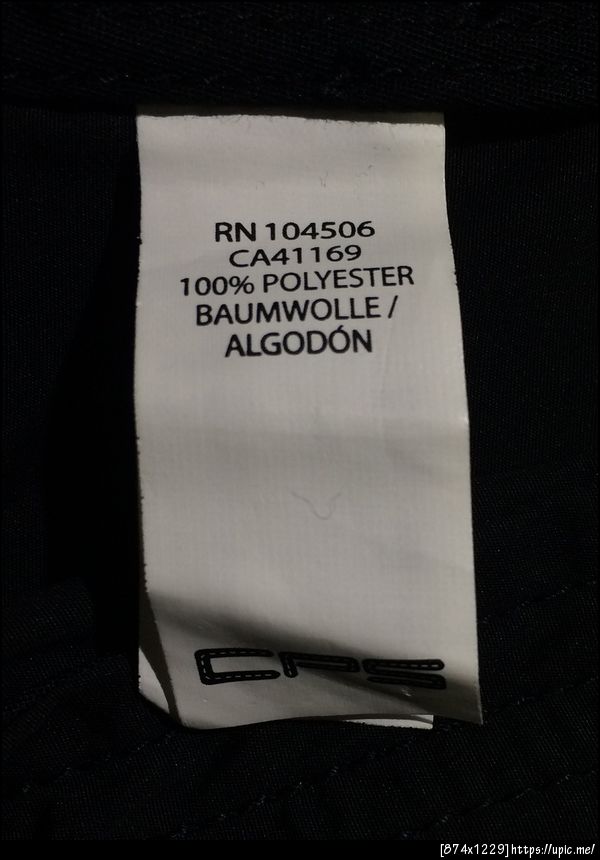 RN 104506
CA41169
100% POLYESTER
BAUMWOLLE /
ALGODÓN
CPS
[874x1229]https://upic.me/